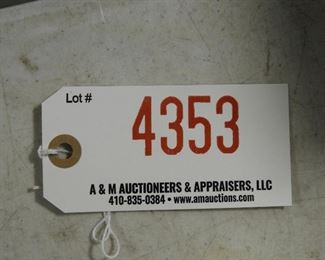 Lot #
4353
A & M AUCTIONEERS & APPRAISERS, LLC
410-835-0384 • www.amauctions.com